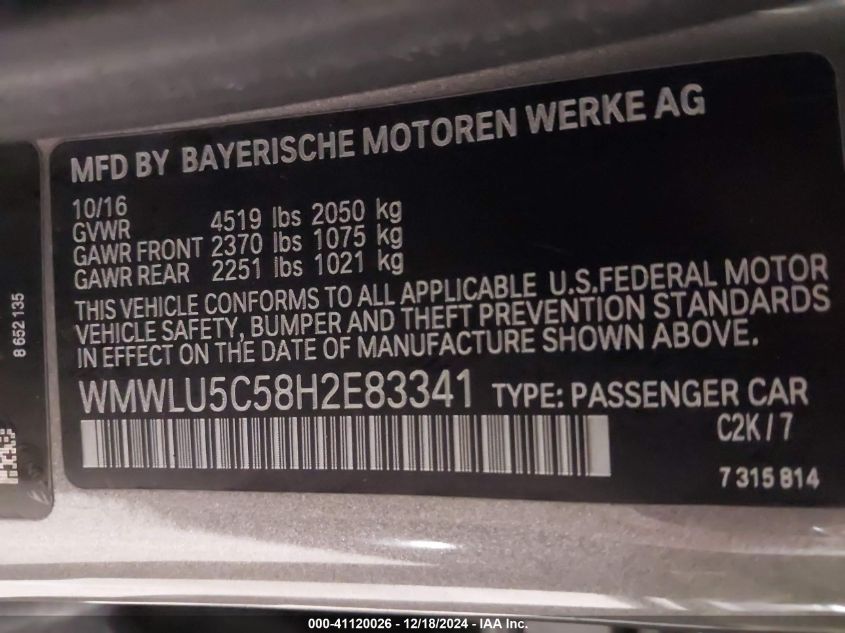 MFD BY BAYERISCHE MOTOREN WERKE AG
10/16
GVWR 4519 lbs 2050 kg
GAWR FRONT 2370 lbs 1075 kg
GAWR REAR 2251 lbs 1021 kg
THIS VEHICLE CONFORMS TO ALL APPLICABLE U.S.FEDERAL MOTOR
VEHICLE SAFETY, BUMPER AND THEFT PREVENTION STANDARDS
IN EFFECT ON THE DATE OF MANUFACTURE SHOWN ABOVE.
WMWLU5C58H2E83341 TYPE: PASSENGER CAR
C2K / 7
7 315 814
8 652 135
000-41120026 - 12/18/2024 - IAA Inc.